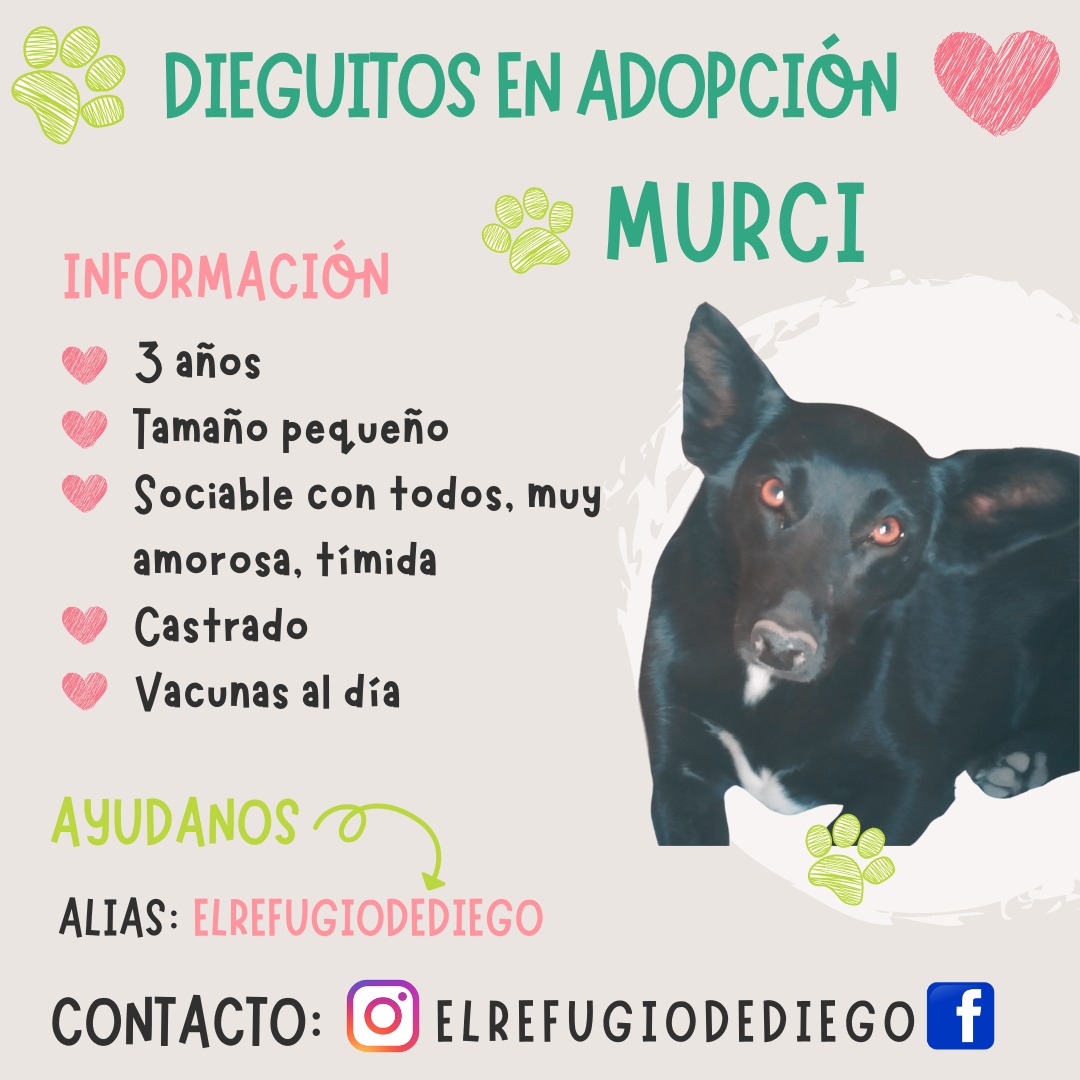 DIEGUITOS EN ADOPCIÓN
MURCI
INFORMACIÓN
3 años
Tamaño pequeño
Sociable con todos, muy
amorosa, tímida
Castrado
Vacunas al día
AYUDANOS
ALIAS: ELREFUGIODEDIEGO
CONTACTO: ELREFUGIODEDIEGO